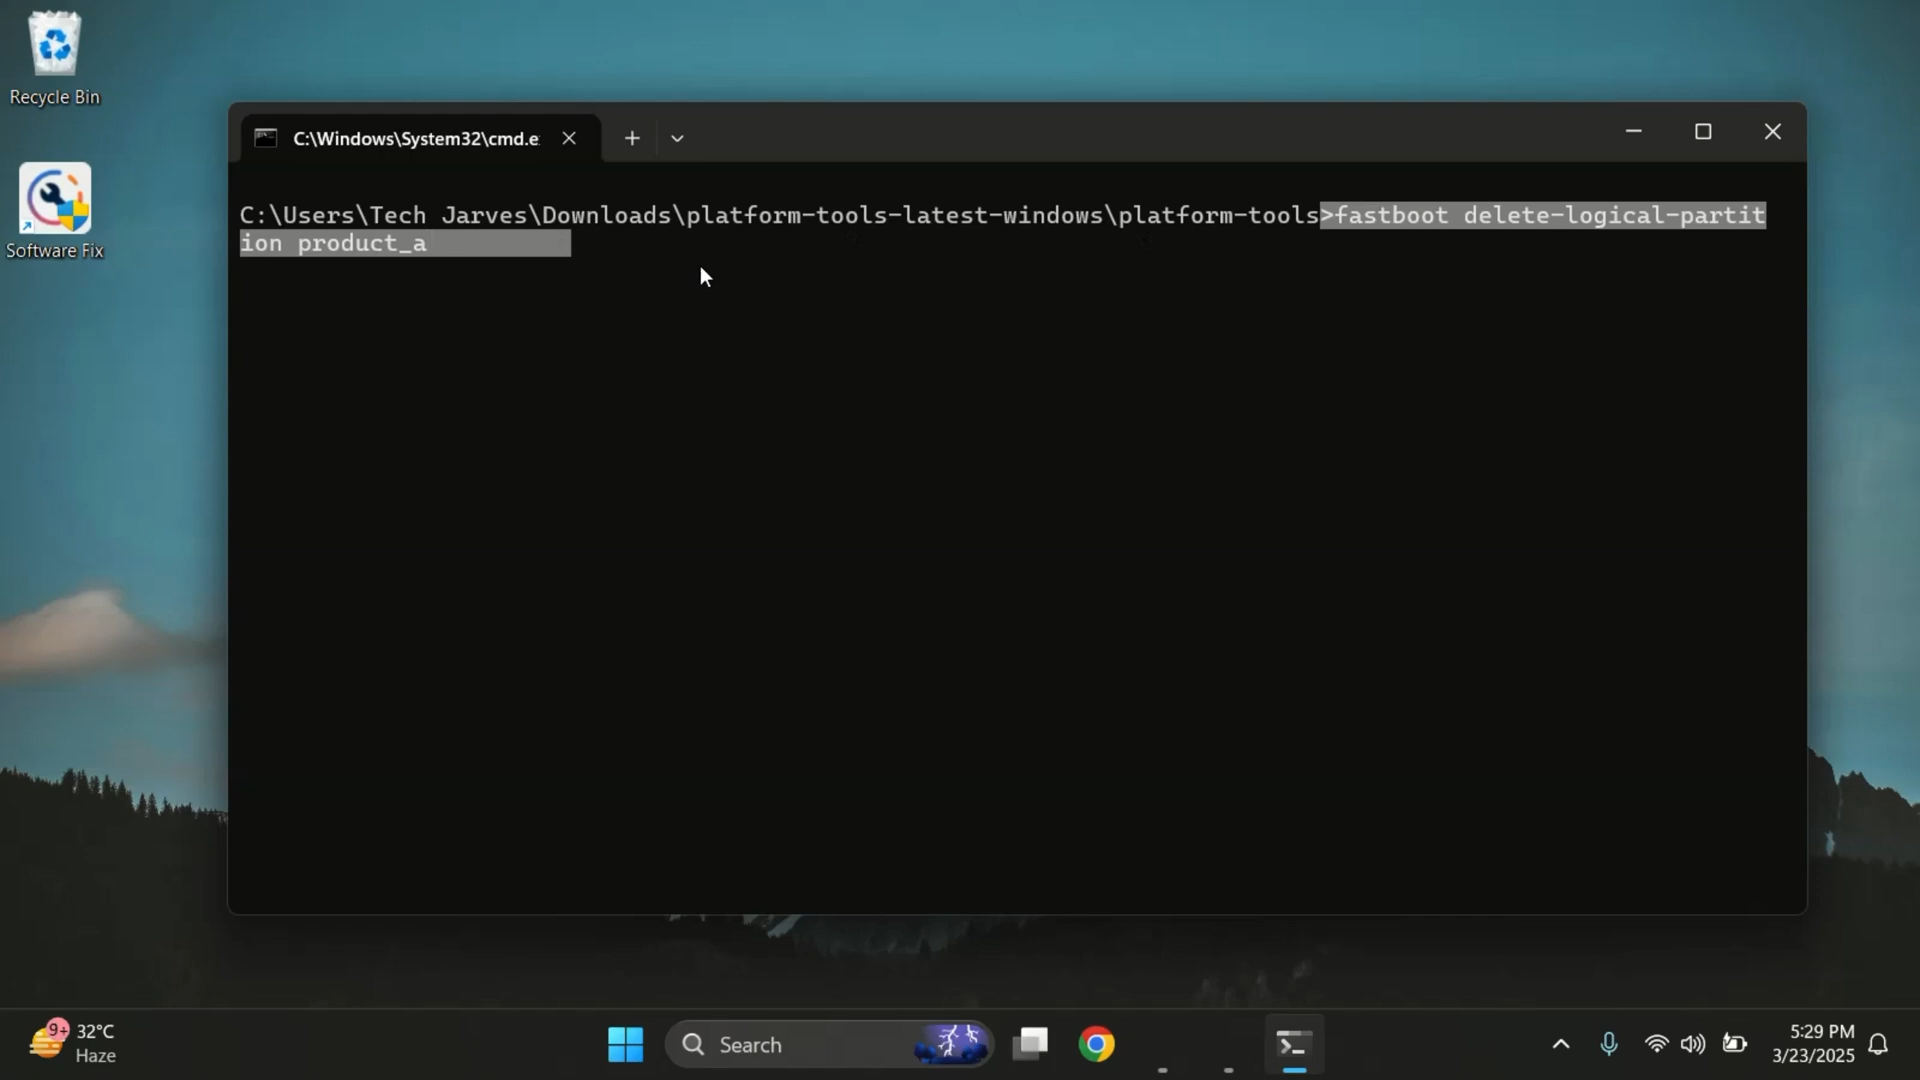 Recycle Bin
Software Fix
C:\Windows\System32\cmd.e
C:\Users\Tech Jarves\Downloads\platform-tools-latest-windows\platform-tools>fastboot delete-logical-partit
ion product_a
9+
32°C
Haze
Search
5:29 PM
3/23/2025